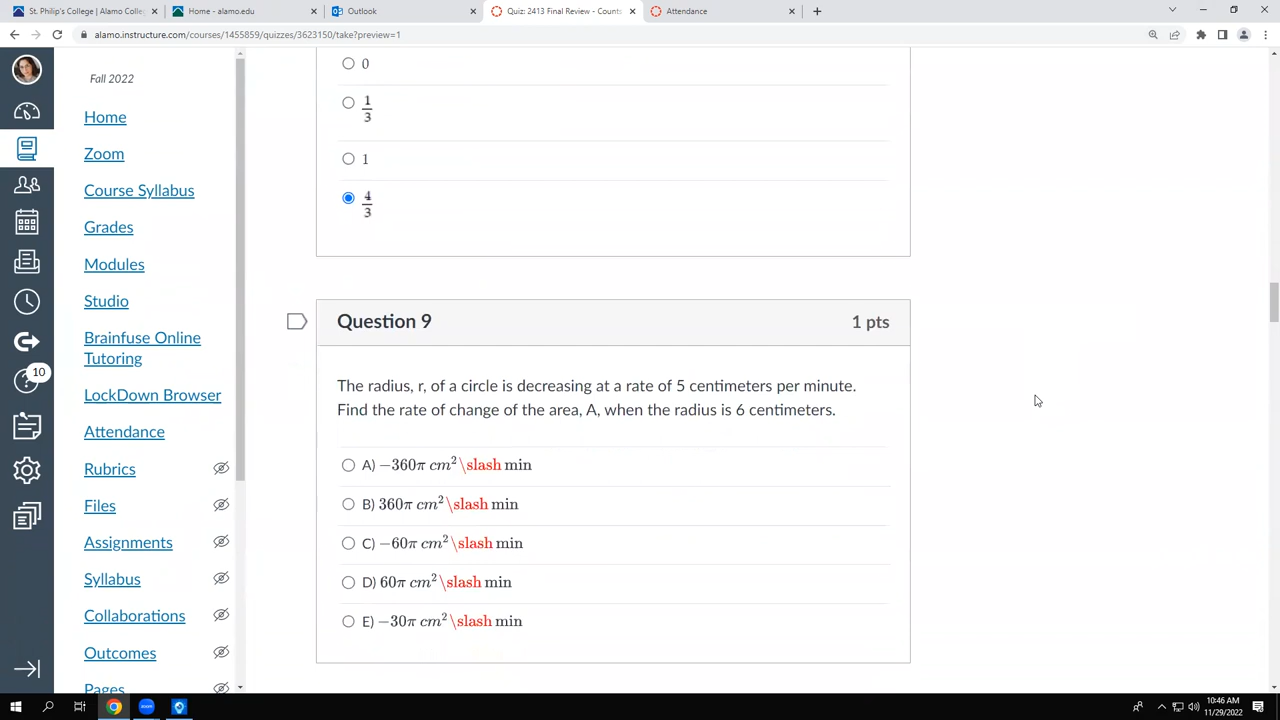 St. Philip's College : Alamo Colleg
Home - alamo.edu
Outlook
Quiz: 2413 Final Review - Counts
Attendance
alamo.instructure.com/courses/1455859/quizzes/3623150/take?preview=1
Fall 2022
Home
Zoom
Course Syllabus
Grades
Modules
Studio
Brainfuse Online
Tutoring
LockDown Browser
Attendance
Rubrics
Files
Assignments
Syllabus
Collaborations
Outcomes
Pages
10
0
1
3
1
4
3
Question 9
1 pts
The radius, r, of a circle is decreasing at a rate of 5 centimeters per minute.
Find the rate of change of the area, A, when the radius is 6 centimeters.
A) −360π cm² \slash min
B) 360π cm² \slash min
C) −60π cm² \slash min
D) 60π cm² \slash min
E) −30π cm² \slash min
zoom
10:46 AM
11/29/2022